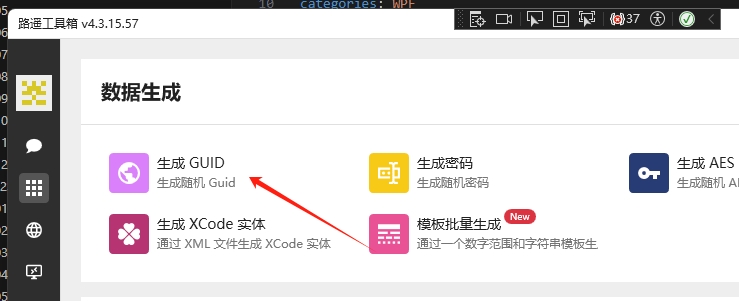 10 categories: WPF
路遥工具箱 v4.3.15.57
37
数据生成
生成 GUID
生成随机 Guid
生成密码
生成随机密码
生成 AES
生成随机
生成 XCode 实体
通过 XML 文件生成 XCode 实体
模板批量生成
New
通过一个数字范围和字符串模板生